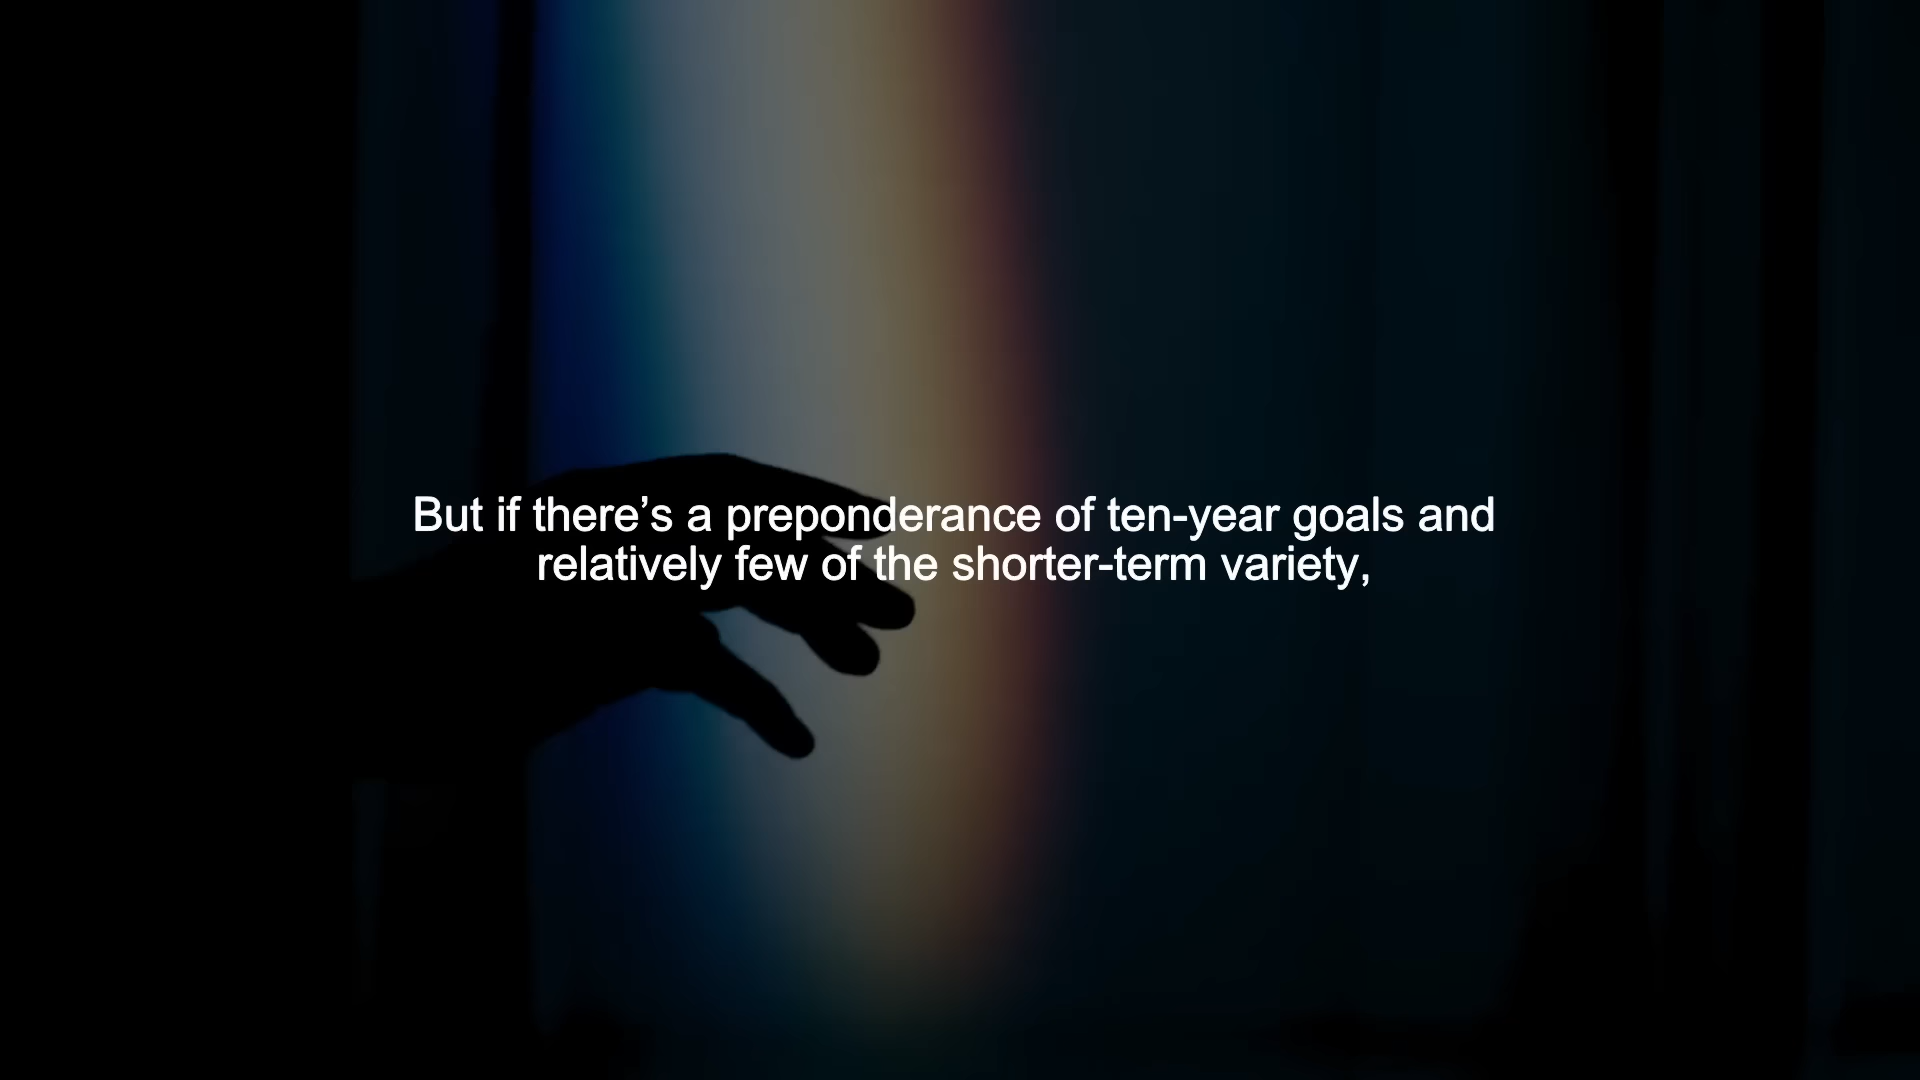 But if there’s a preponderance of ten-year goals and
relatively few of the shorter-term variety,